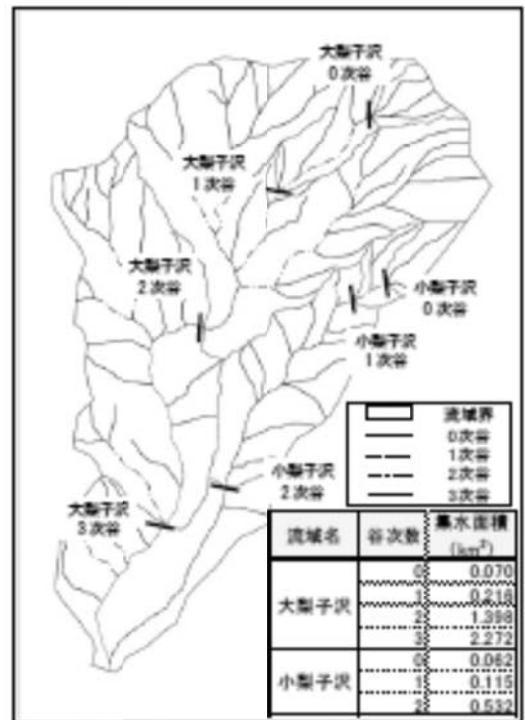 大梨子沢
0次谷
大梨子沢
1次谷
大梨子沢
2次谷
小梨子沢
0次谷
小梨子沢
1次谷
小梨子沢
2次谷
大梨子沢
3次谷
流域界
0次谷
1次谷
2次谷
3次谷
流域名 谷次数 集水面積 (km²)
大梨子沢 0 0.070
1 0.216
2 1.398
3 2.272
小梨子沢 0 0.062
1 0.115
2 0.532